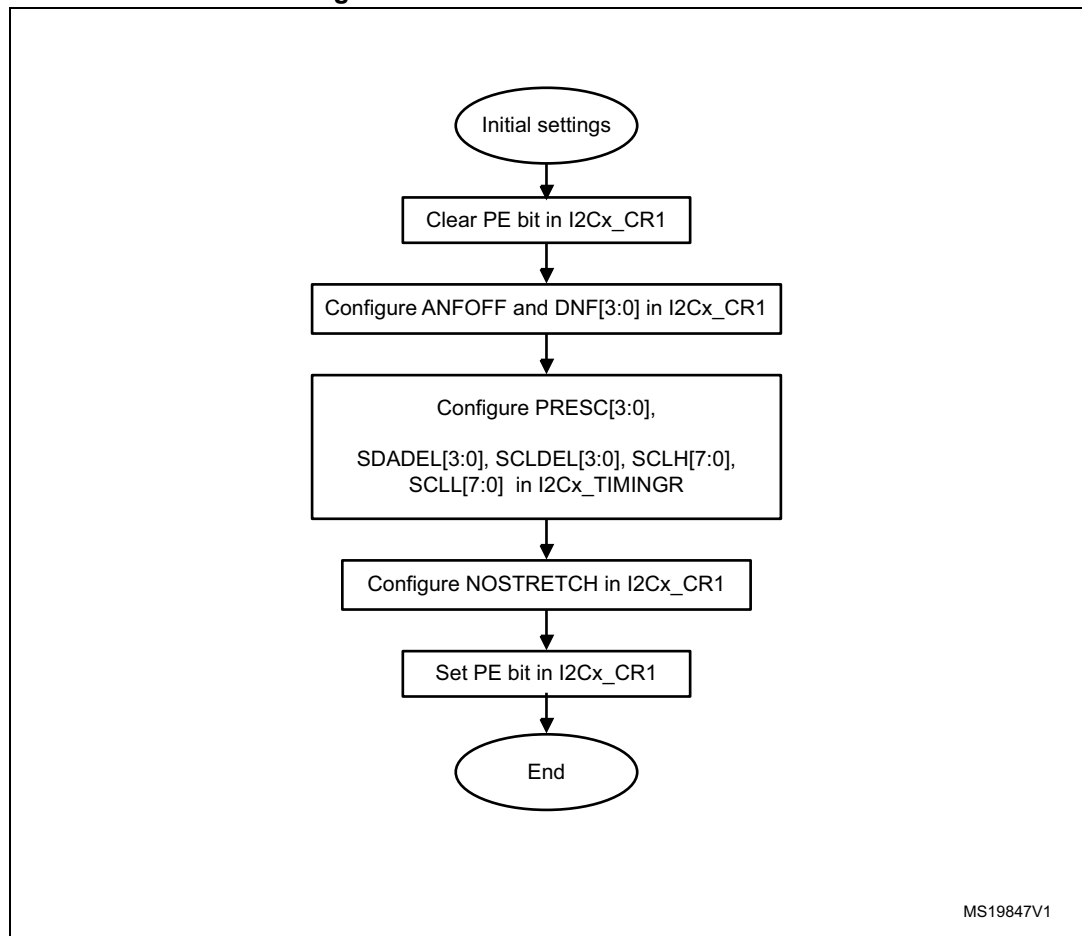 Initial settings
Clear PE bit in I2Cx_CR1
Configure ANFOFF and DNF[3:0] in I2Cx_CR1
Configure PRESC[3:0],
SDADEL[3:0], SCLDEL[3:0], SCLH[7:0],
SCLL[7:0] in I2Cx_TIMINGR
Configure NOSTRETCH in I2Cx_CR1
Set PE bit in I2Cx_CR1
End
MS19847V1